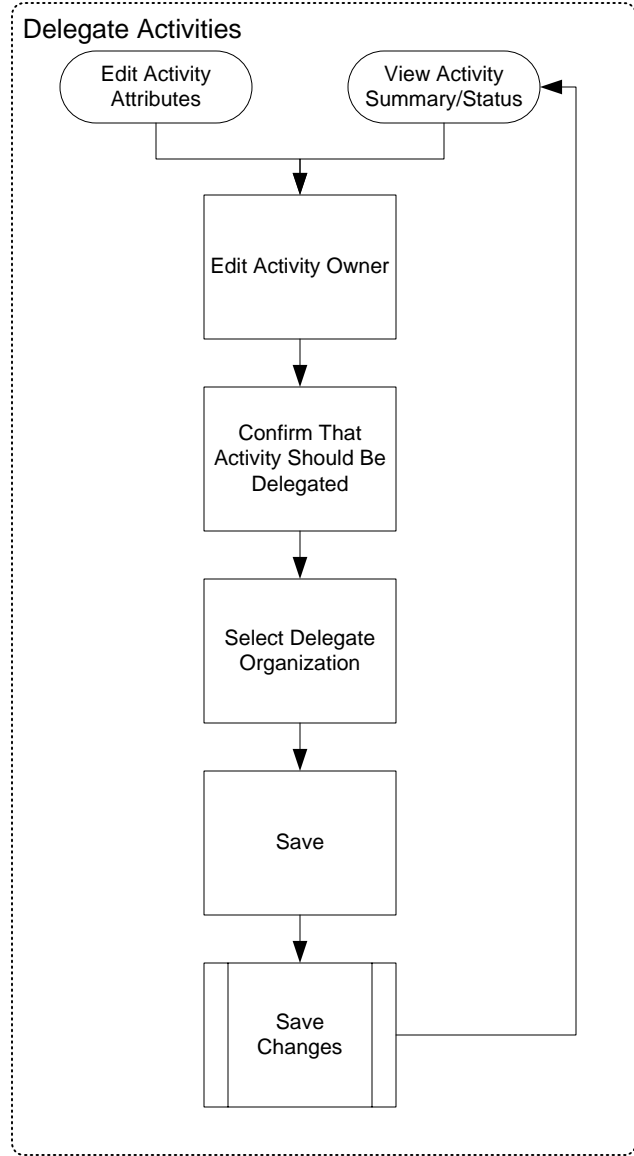 Delegate Activities
Edit Activity
Attributes
View Activity
Summary/Status
Edit Activity Owner
Confirm That
Activity Should Be
Delegated
Select Delegate
Organization
Save
Save
Changes